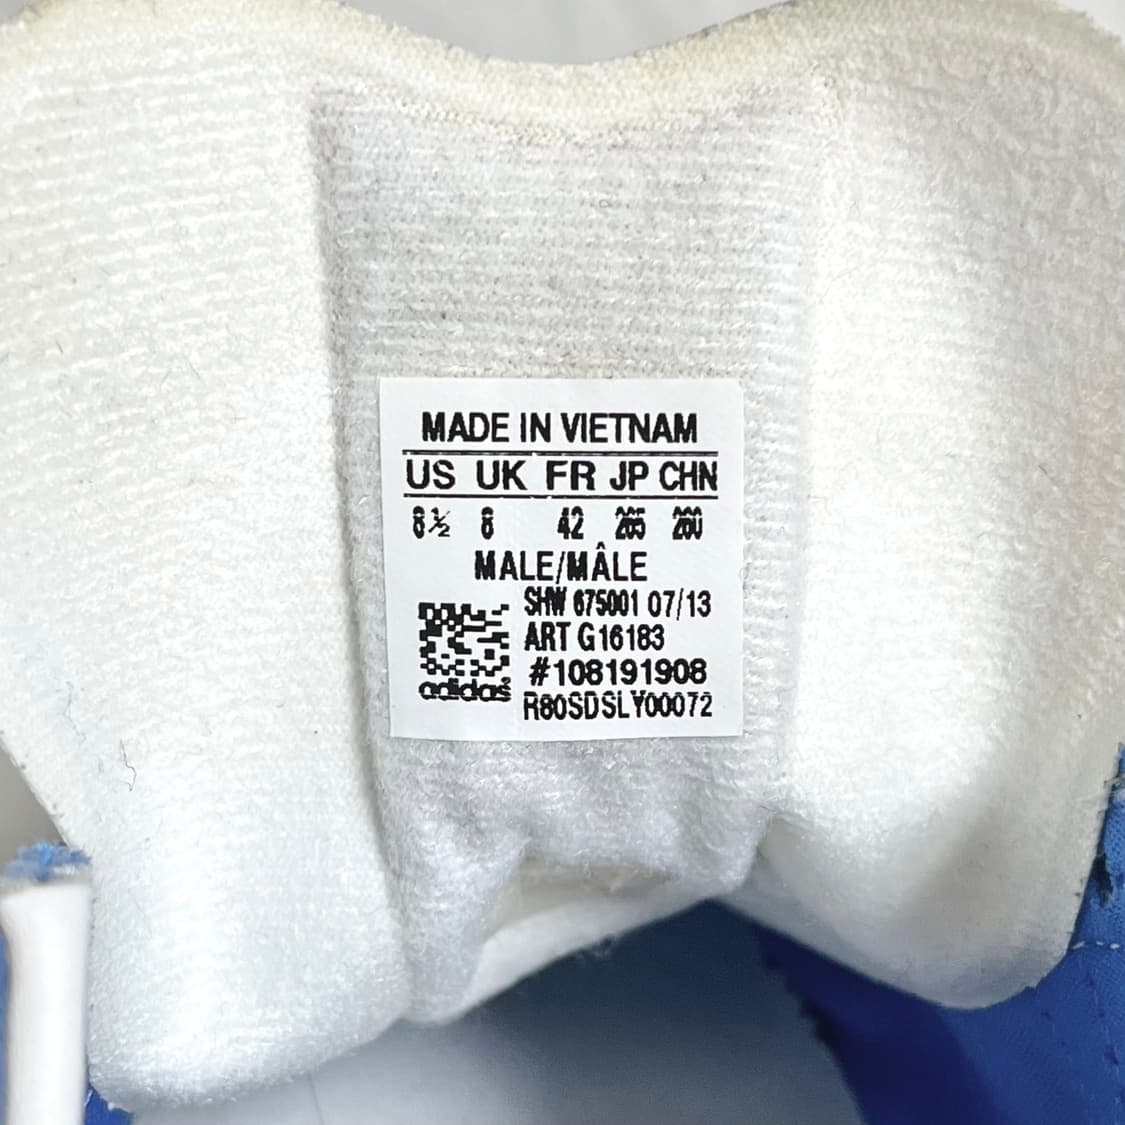 MADE IN VIETNAM
US UK FR JP CHN
8½ 8 42 265 260
MALE/MÂLE
SHW 675001 07/13
ART G16183
#108191908
adidas
R80SDSLY00072